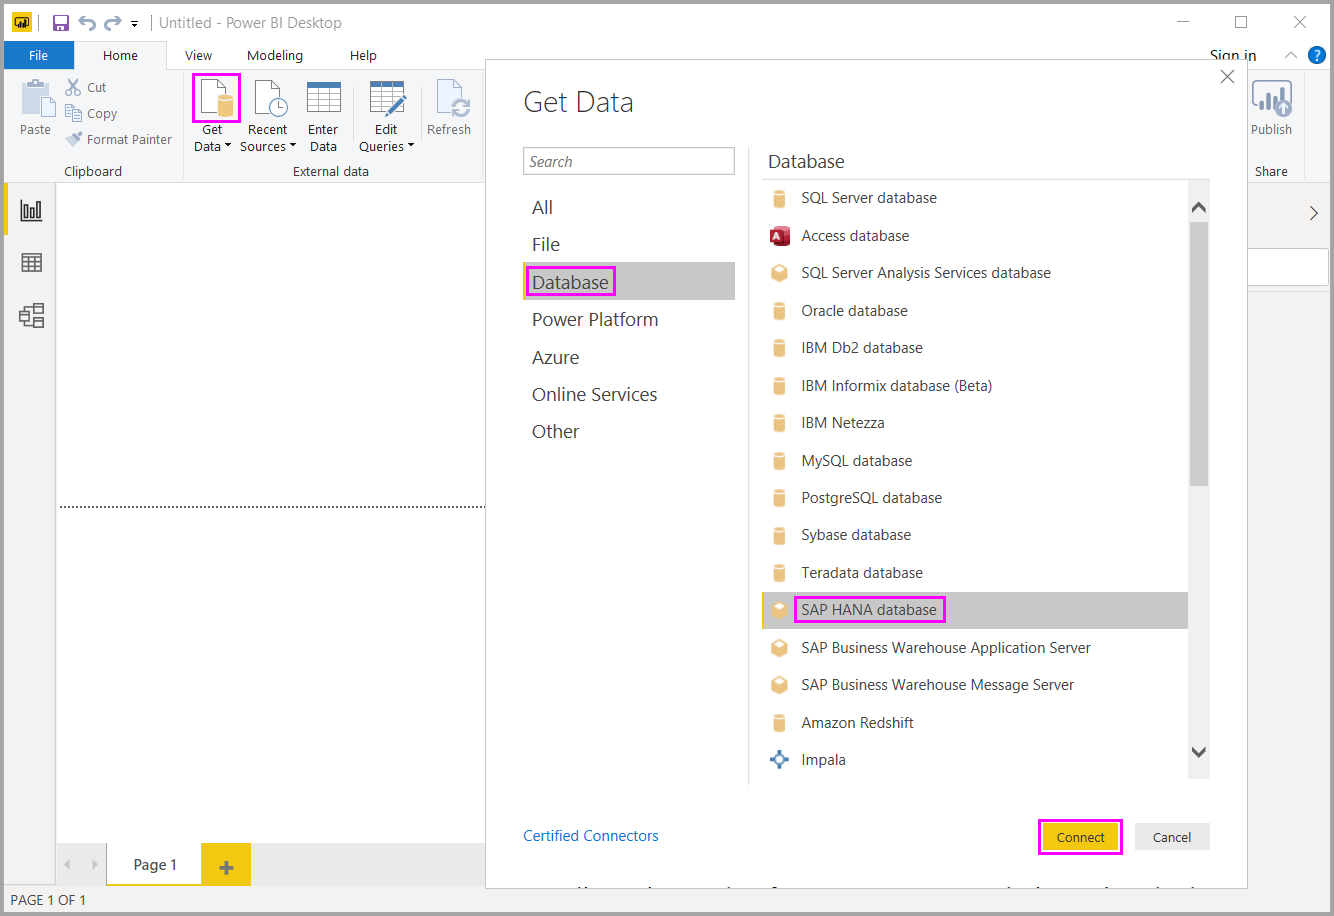 Untitled - Power BI Desktop
File
Home
View
Modeling
Help
Sign in
?
Paste
Cut
Copy
Format Painter
Clipboard
Get
Data
Recent
Sources
Enter
Data
Edit
Queries
Refresh
External data
Publish
Share
Get Data
Search
All
File
Database
Power Platform
Azure
Online Services
Other
Database
SQL Server database
A
Access database
SQL Server Analysis Services database
Oracle database
IBM Db2 database
IBM Informix database (Beta)
IBM Netezza
MySQL database
PostgreSQL database
Sybase database
Teradata database
SAP HANA database
SAP Business Warehouse Application Server
SAP Business Warehouse Message Server
Amazon Redshift
Impala
Certified Connectors
Connect
Cancel
Page 1
PAGE 1 OF 1